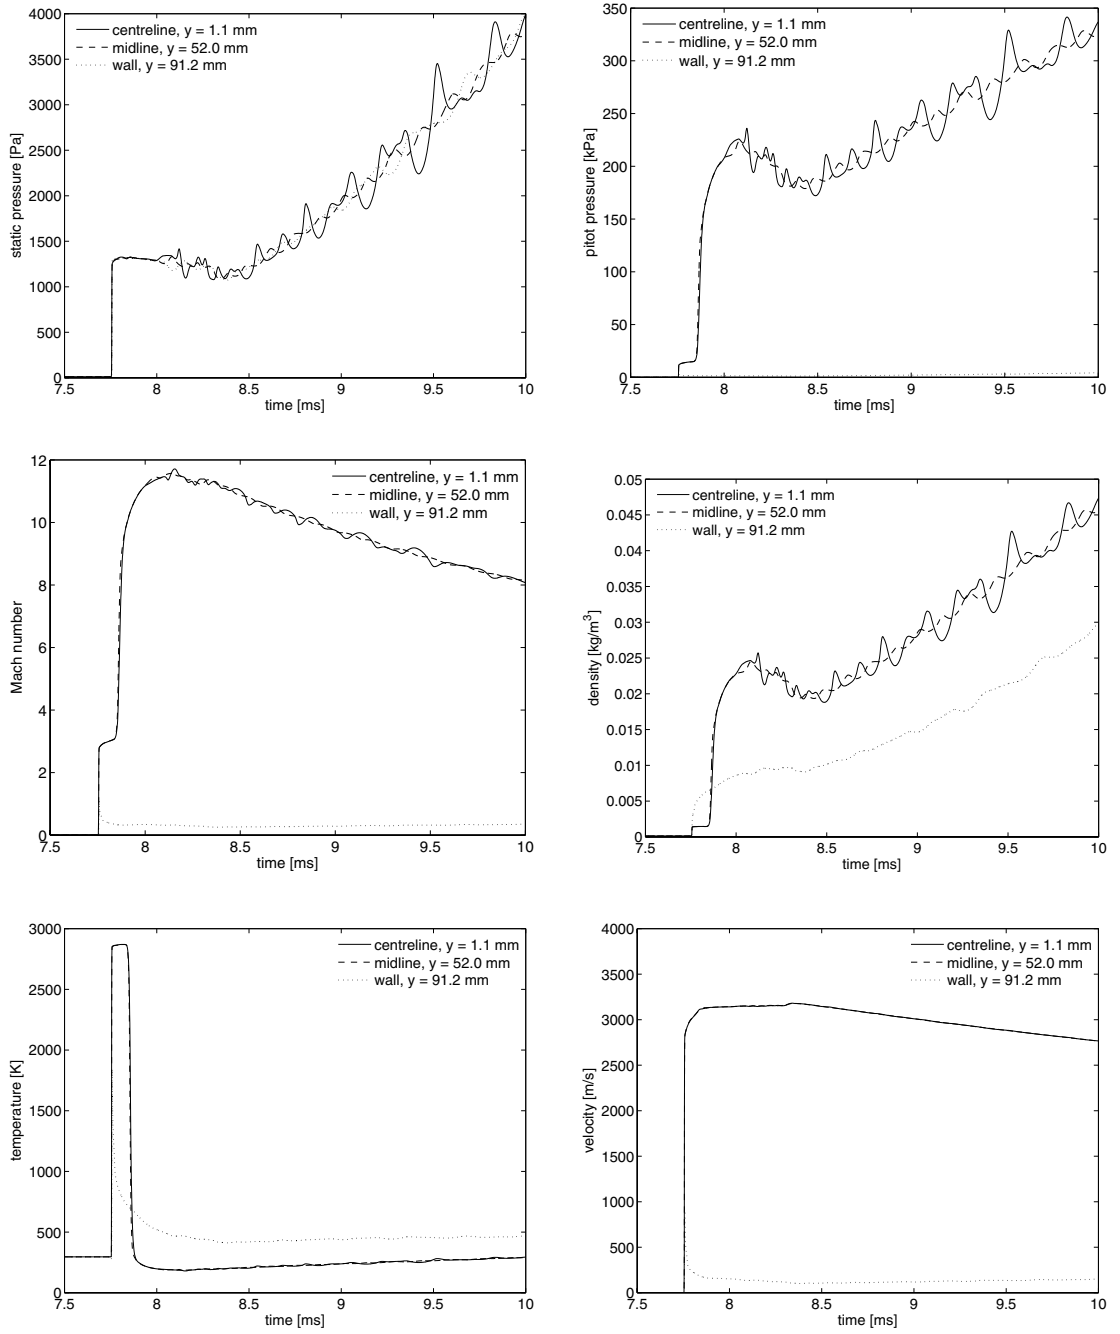 4000
3500
3000
2500
2000
1500
1000
500
0
static pressure [Pa]
centreline, y = 1.1 mm
midline, y = 52.0 mm
wall, y = 91.2 mm
7.5 8 8.5 9 9.5 10
time [ms]
350
300
250
200
150
100
50
0
pitot pressure [kPa]
centreline, y = 1.1 mm
midline, y = 52.0 mm
wall, y = 91.2 mm
7.5 8 8.5 9 9.5 10
time [ms]
12
10
8
6
4
2
0
Mach number
centreline, y = 1.1 mm
midline, y = 52.0 mm
wall, y = 91.2 mm
7.5 8 8.5 9 9.5 10
time [ms]
0.05
0.045
0.04
0.035
0.03
0.025
0.02
0.015
0.01
0.005
0
density [kg/m³]
centreline, y = 1.1 mm
midline, y = 52.0 mm
wall, y = 91.2 mm
7.5 8 8.5 9 9.5 10
time [ms]
3000
2500
2000
1500
1000
500
0
temperature [K]
centreline, y = 1.1 mm
midline, y = 52.0 mm
wall, y = 91.2 mm
7.5 8 8.5 9 9.5 10
time [ms]
4000
3500
3000
2500
2000
1500
1000
500
0
velocity [m/s]
centreline, y = 1.1 mm
midline, y = 52.0 mm
wall, y = 91.2 mm
7.5 8 8.5 9 9.5 10
time [ms]